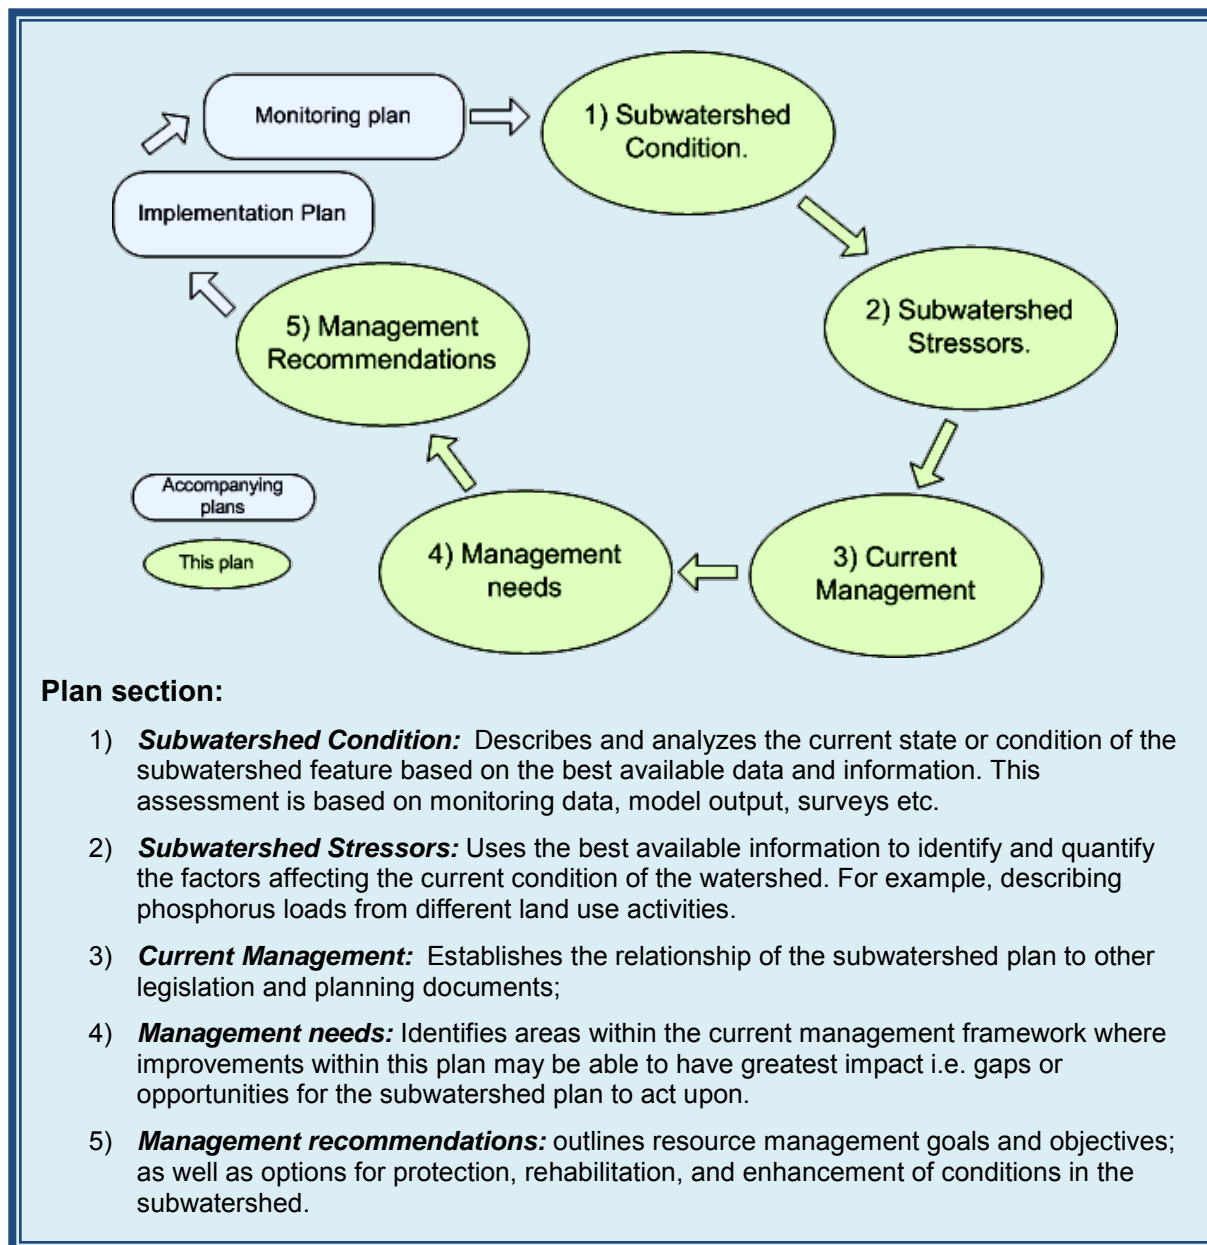 Monitoring plan
1) Subwatershed
Condition.
Implementation Plan
2) Subwatershed
Stressors.
5) Management
Recommendations
Accompanying
plans
This plan
4) Management
needs
3) Current
Management
Plan section:
1) Subwatershed Condition: Describes and analyzes the current state or condition of the
subwatershed feature based on the best available data and information. This
assessment is based on monitoring data, model output, surveys etc.
2) Subwatershed Stressors: Uses the best available information to identify and quantify
the factors affecting the current condition of the watershed. For example, describing
phosphorus loads from different land use activities.
3) Current Management: Establishes the relationship of the subwatershed plan to other
legislation and planning documents;
4) Management needs: Identifies areas within the current management framework where
improvements within this plan may be able to have greatest impact i.e. gaps or
opportunities for the subwatershed plan to act upon.
5) Management recommendations: outlines resource management goals and objectives;
as well as options for protection, rehabilitation, and enhancement of conditions in the
subwatershed.